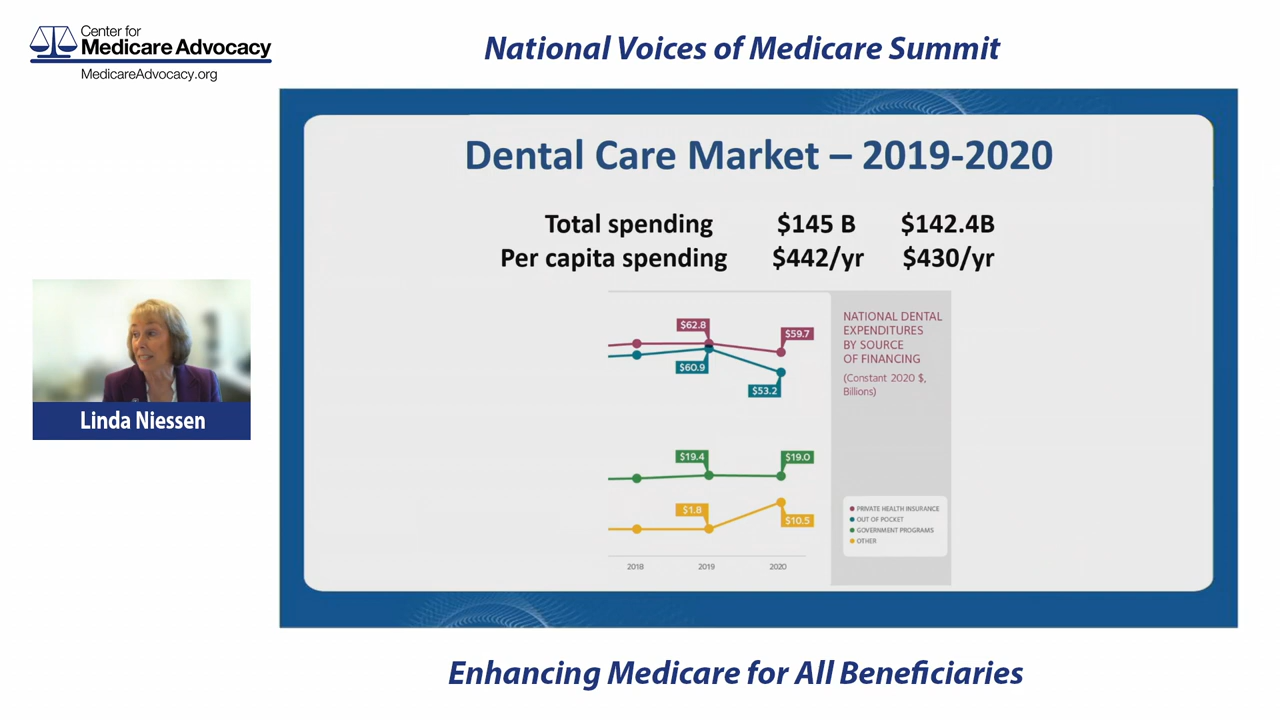 Center for
Medicare Advocacy
MedicareAdvocacy.org
National Voices of Medicare Summit
Dental Care Market – 2019-2020
Total spending $145 B $142.4B
Per capita spending $442/yr $430/yr
$62.8
$59.7
$60.9
$53.2
$19.4
$19.0
$1.8
$10.5
2018 2019 2020
NATIONAL DENTAL
EXPENDITURES
BY SOURCE
OF FINANCING
(Constant 2020 $,
Billions)
PRIVATE HEALTH INSURANCE
OUT OF POCKET
GOVERNMENT PROGRAMS
OTHER
Linda Niessen
Enhancing Medicare for All Beneficiaries